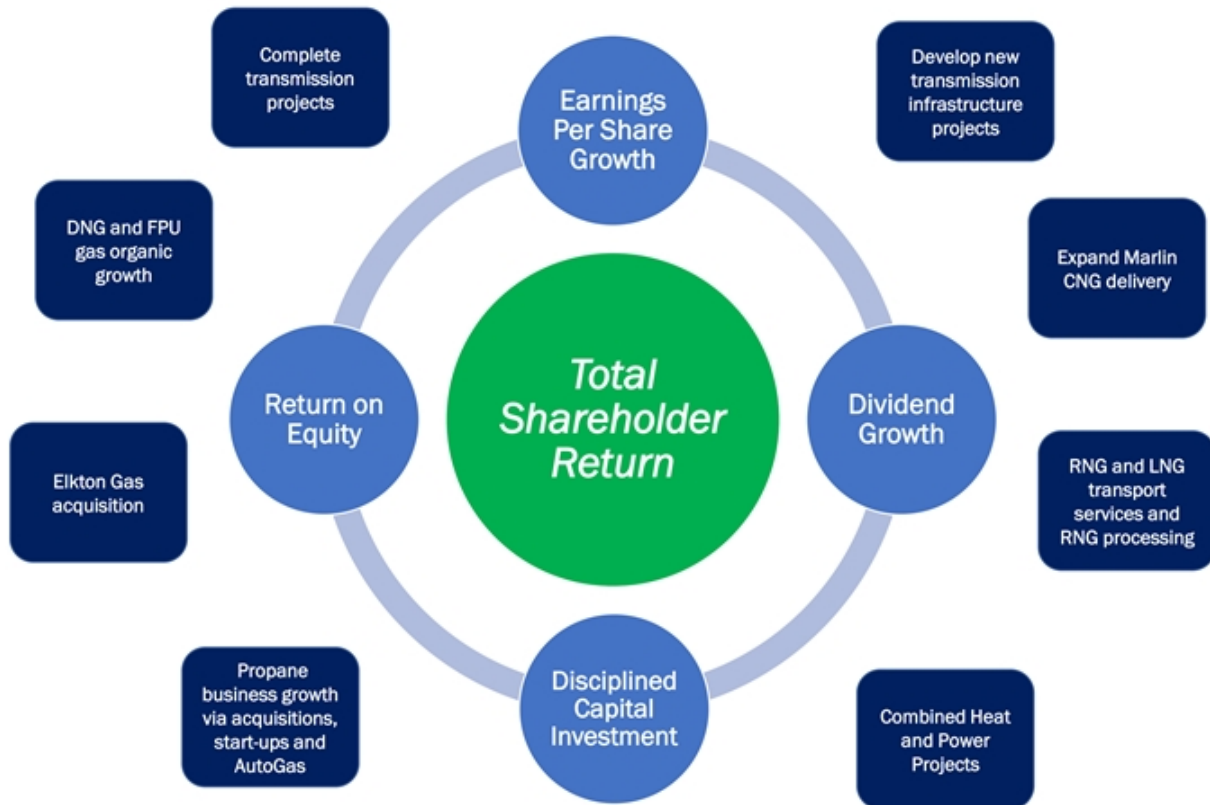 Complete
transmission
projects
Earnings
Per Share
Growth
Develop new
transmission
infrastructure
projects
DNG and FPU
gas organic
growth
Expand Marlin
CNG delivery
Return on
Equity
Total
Shareholder
Return
Dividend
Growth
Elkton Gas
acquisition
RNG and LNG
transport
services and
RNG processing
Propane
business growth
via acquisitions,
start-ups and
AutoGas
Disciplined
Capital
Investment
Combined Heat
and Power
Projects